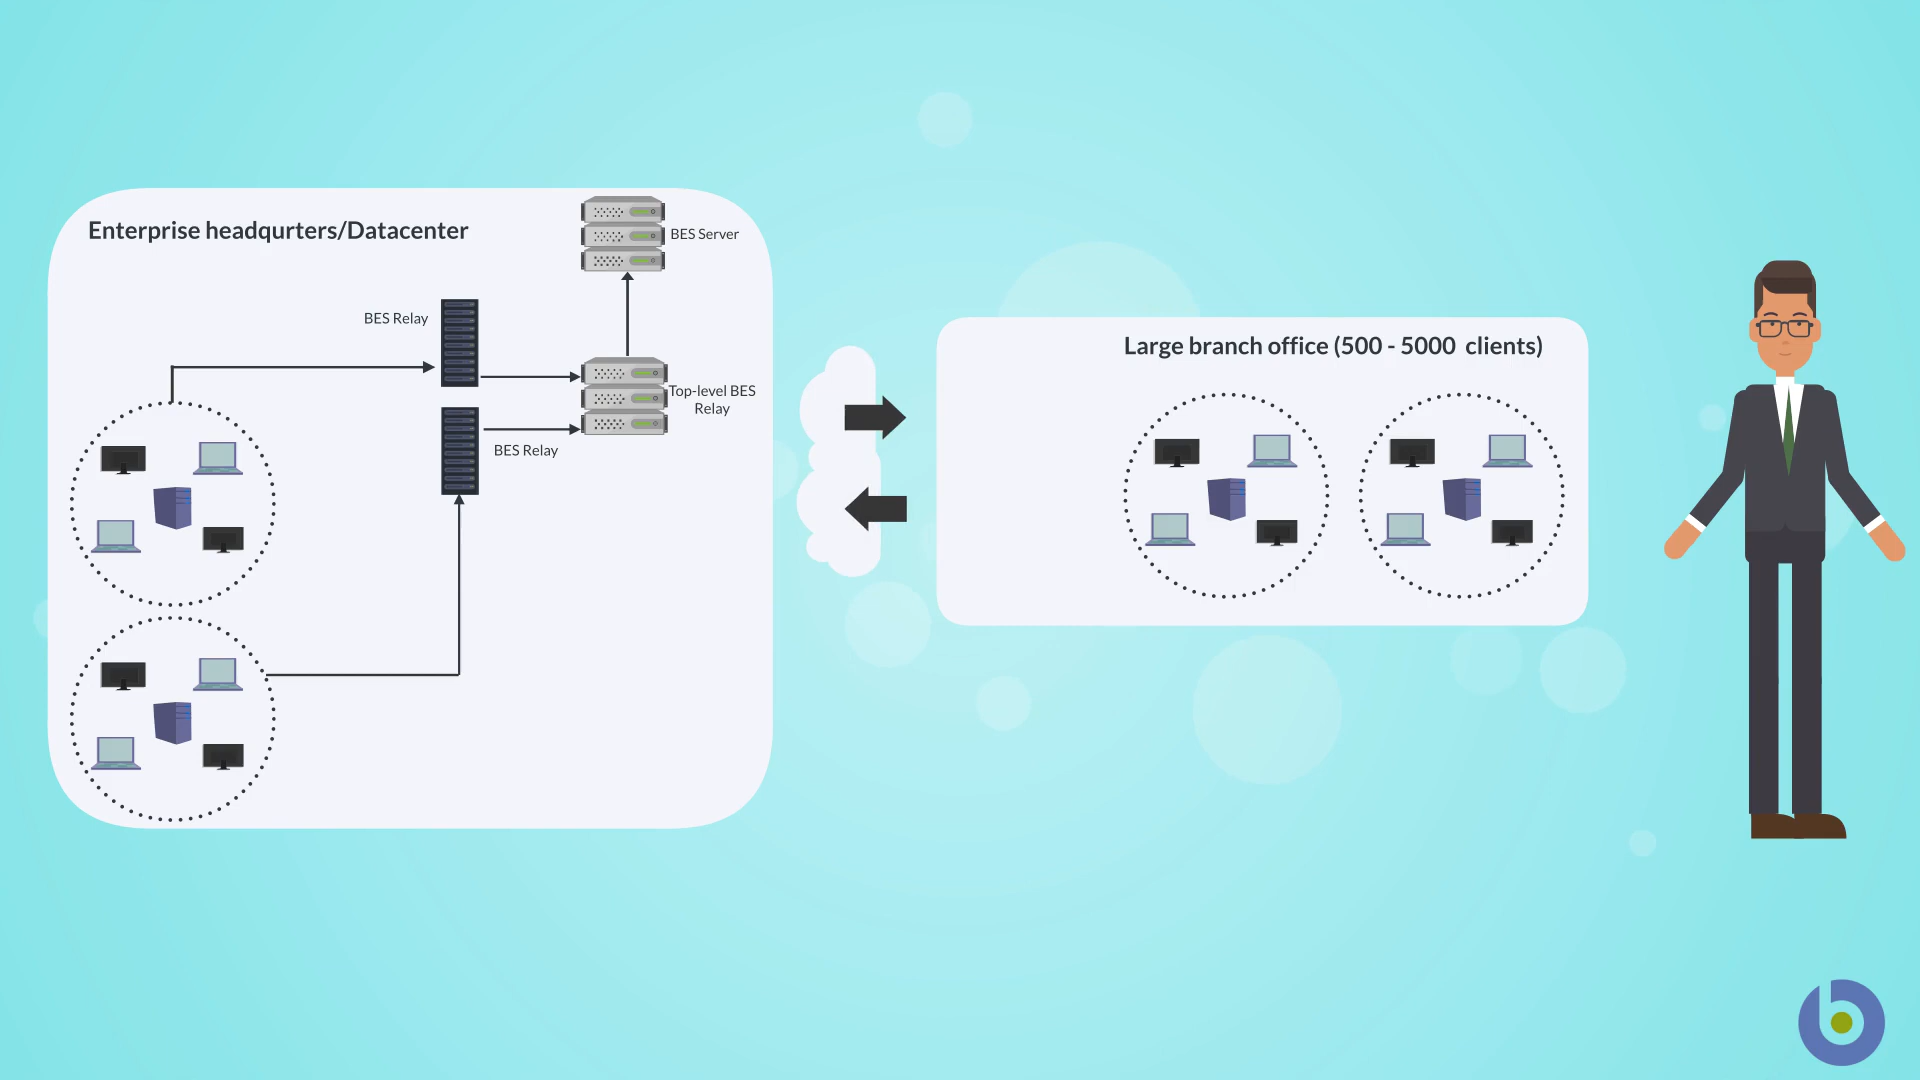 Enterprise headqurters/Datacenter
BES Server
BES Relay
Top-level BES
Relay
BES Relay
Large branch office (500 - 5000  clients)